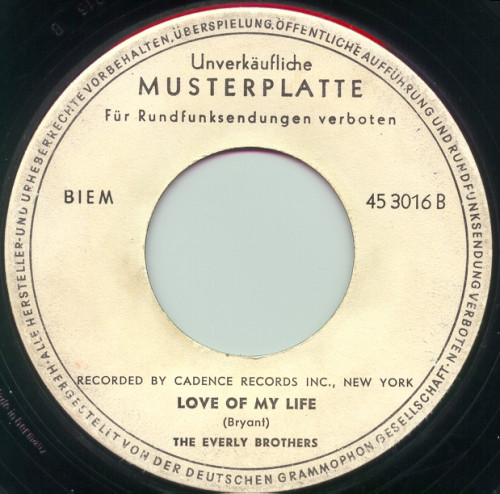 ALLE HERSTELLER-UND URHEBERRECHTE VORBEHALTEN, ÜBERSPIELUNG, ÖFFENTLICHE AUFFÜHRUNG UND RUNDFUNKSENDUNG VERBOTEN
HERGESTELLT VON DER DEUTSCHEN GRAMMOPHON GESELLSCHAFT
Unverkäufliche
MUSTERPLATTE
Für Rundfunksendungen verboten
BIEM
45 3016 B
RECORDED BY CADENCE RECORDS INC., NEW YORK
LOVE OF MY LIFE
(Bryant)
THE EVERLY BROTHERS